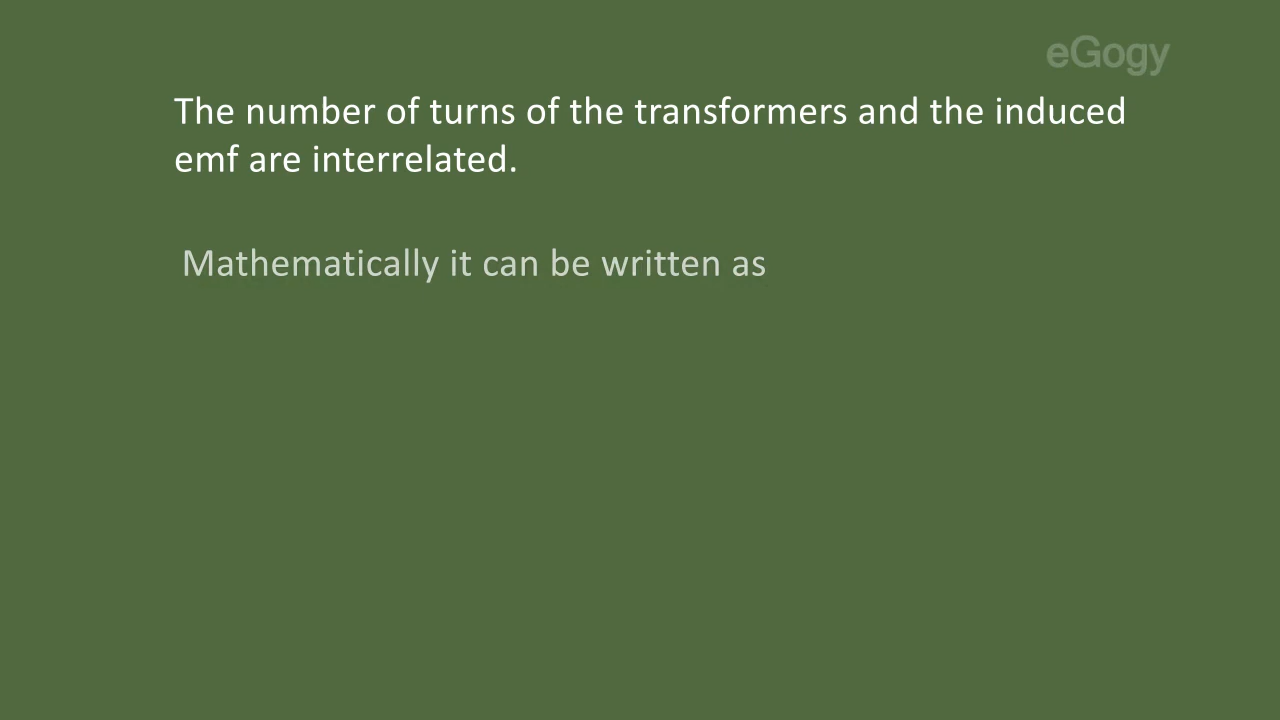 eGogy
The number of turns of the transformers and the induced
emf are interrelated.
Mathematically it can be written as